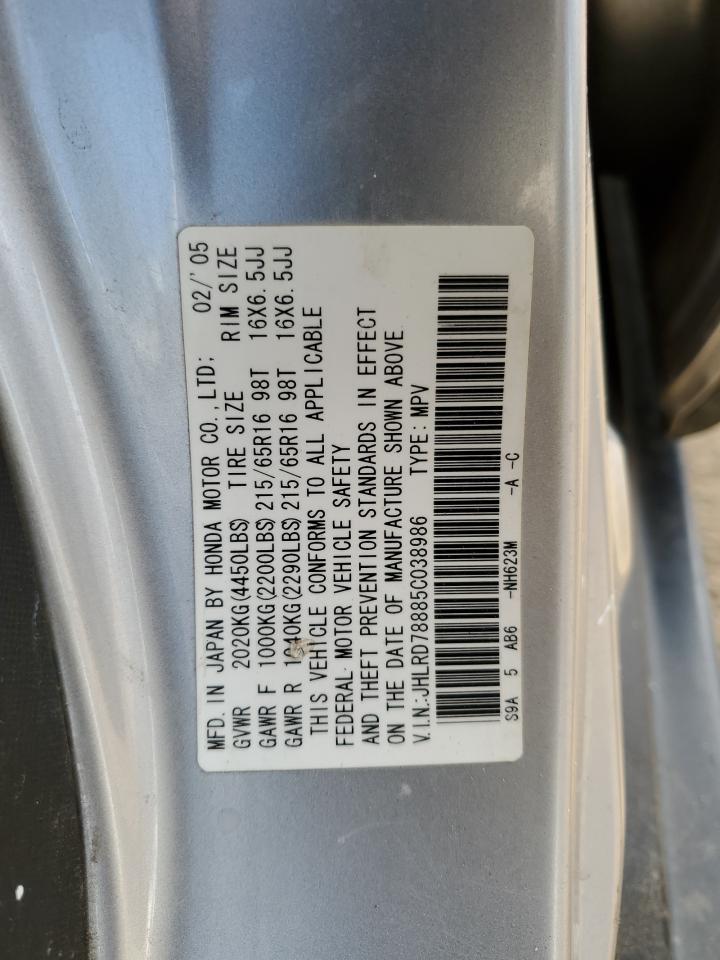 MFD. IN JAPAN BY HONDA MOTOR CO., LTD; 02/'05
GVWR 2020KG(4450LBS) TIRE SIZE RIM SIZE
GAWR F 1000KG(2200LBS) 215/65R16 98T 16X6. 5JJ
GAWR R 1040KG(2290LBS) 215/65R16 98T 16X6. 5JJ
THIS VEHICLE CONFORMS TO ALL APPLICABLE
FEDERAL MOTOR VEHICLE SAFETY
AND THEFT PREVENTION STANDARDS IN EFFECT
ON THE DATE OF MANUFACTURE SHOWN ABOVE.
V.I.N.:JHLRD78885C038986 TYPE: MPV
S9A 5 AB6 -NH623M -A -C